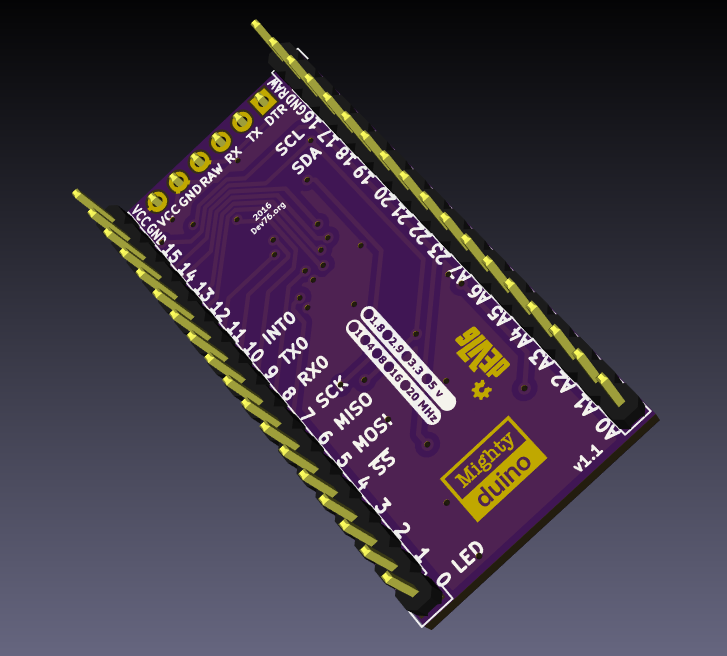 RAW
GND
16
17
18
19
20
21
22
23
A7
A6
A5
A4
A3
A2
A1
A0
DTR
TX
RX
RAW
GND
VCC
SCL
SDA
2016
Dev76.org
VCC
GND
15
14
13
12
11
10
9
8
7
6
5
4
3
2
1
0
INT0
TX0
RX0
SCK
MISO
MOSI
SS
LED
1.8 2.9 3.3 5 v
1 4 8 16 20 MHz
dev76
Mighty
duino
v1.1